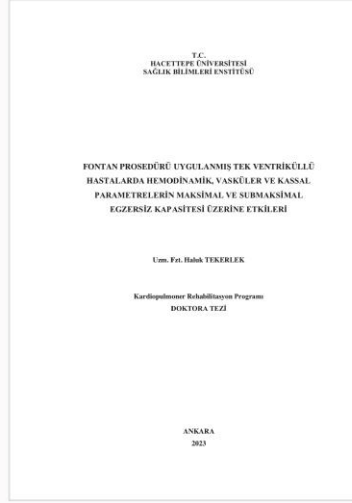 T.C.
HACETTEPE ÜNİVERSİTESİ
SAĞLIK BİLİMLERİ ENSTİTÜSÜ
FONTAN PROSEDÜRÜ UYGULANMIŞ TEK VENTRİKÜLLÜ
HASTALARDA HEMODİNAMİK, VASKÜLER VE KASSAL
PARAMETRELERİN MAKSİMAL VE SUBMAKSİMAL
EGZERSİZ KAPASİTESİ ÜZERİNE ETKİLERİ
Uzm. Fzt. Haluk TEKERLEK
Kardiopulmoner Rehabilitasyon Programı
DOKTORA TEZİ
ANKARA
2023